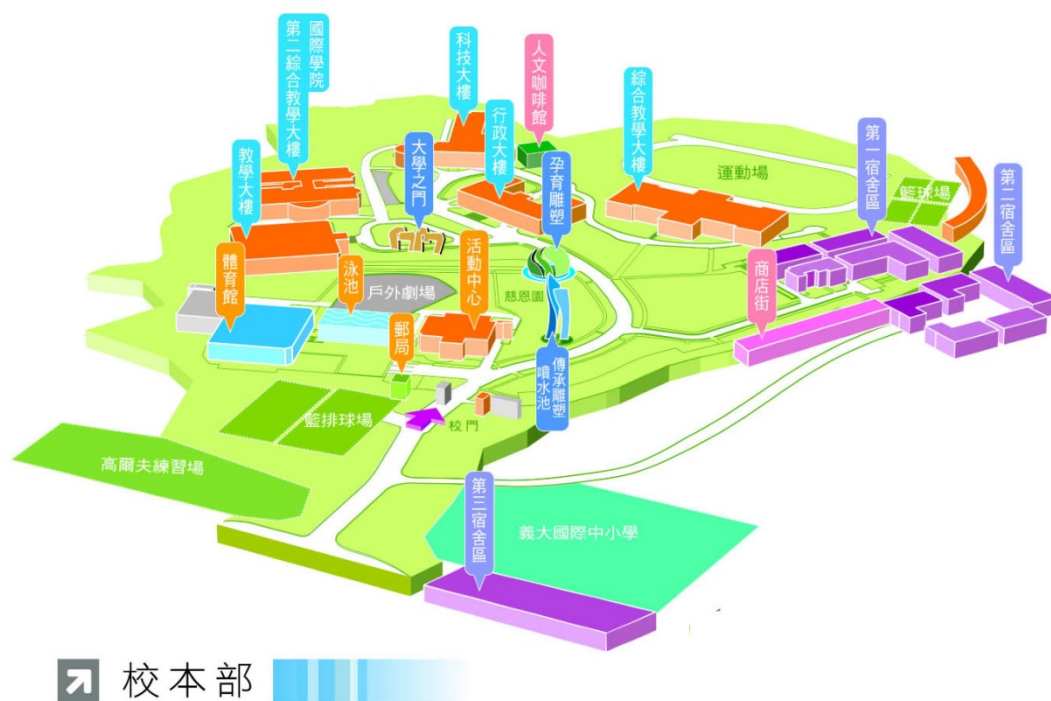 國際學院
第二綜合教學大樓
科技大樓
人文咖啡館
綜合教學大樓
行政大樓
大學之門
孕育雕塑
教學大樓
運動場
第一宿舍區
籃球場
第二宿舍區
體育館
泳池
戶外劇場
活動中心
慈恩園
商店街
郵局
傳承雕塑
噴水池
籃排球場
校門
高爾夫練習場
第三宿舍區
義大國際中小學
校本部